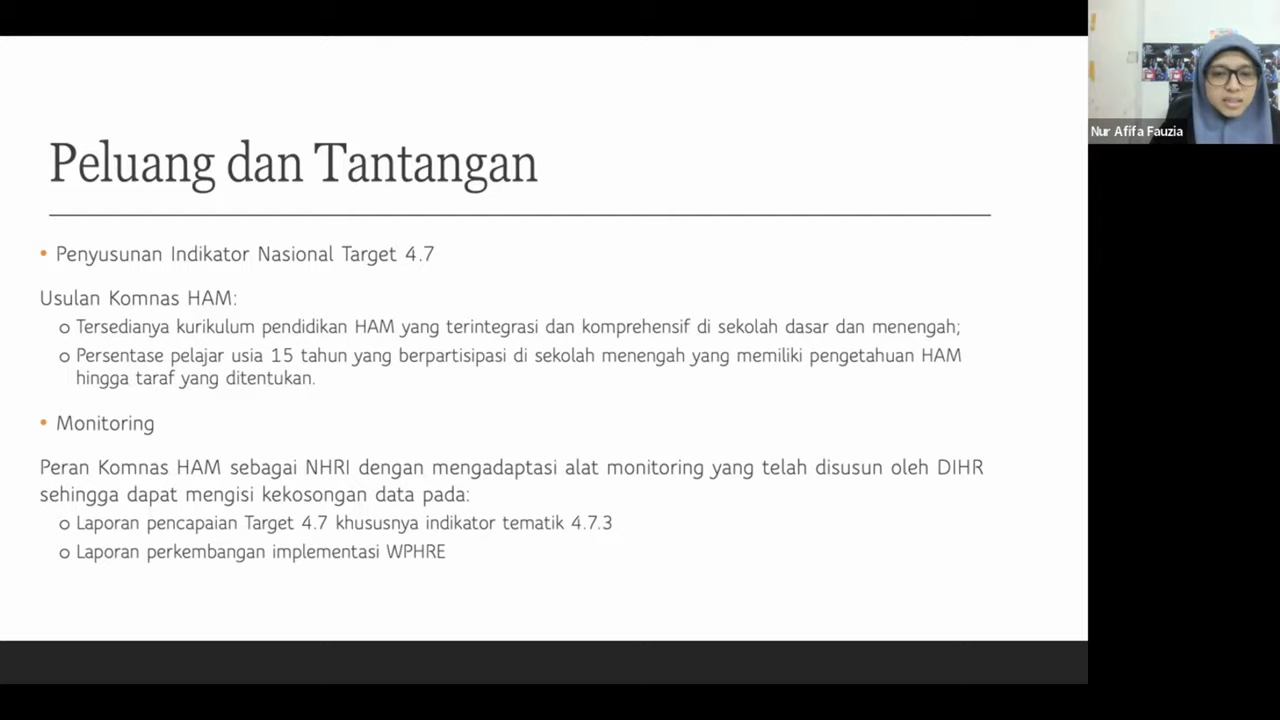 Peluang dan Tantangan
• Penyusunan Indikator Nasional Target 4.7
Usulan Komnas HAM:
o Tersedianya kurikulum pendidikan HAM yang terintegrasi dan komprehensif di sekolah dasar dan menengah;
o Persentase pelajar usia 15 tahun yang berpartisipasi di sekolah menengah yang memiliki pengetahuan HAM
hingga taraf yang ditentukan.
• Monitoring
Peran Komnas HAM sebagai NHRI dengan mengadaptasi alat monitoring yang telah disusun oleh DIHR
sehingga dapat mengisi kekosongan data pada:
o Laporan pencapaian Target 4.7 khususnya indikator tematik 4.7.3
o Laporan perkembangan implementasi WPHRE
Nur Afifa Fauzia